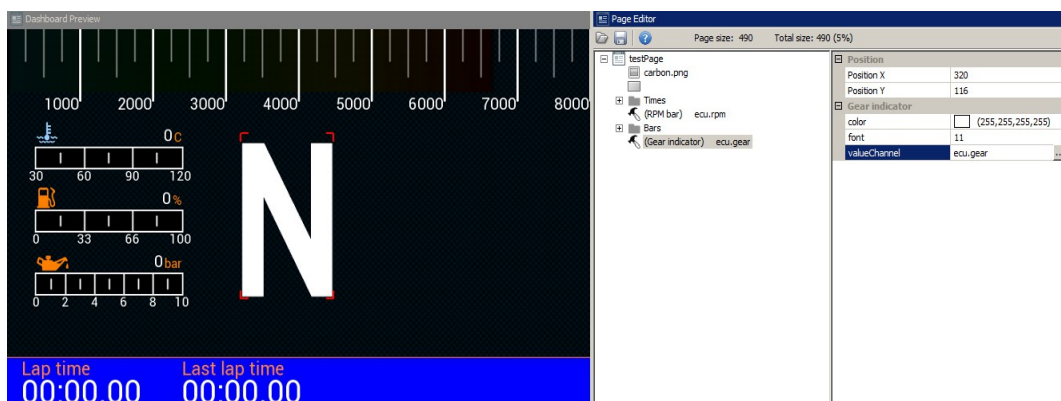 Dashboard Preview
1000 2000 3000 4000 5000 6000 7000 8000
0 C
30 60 90 120
0 %
0 33 66 100
0 bar
0 2 4 6 8 10
N
Lap time Last lap time
00:00.00 00:00.00
Page Editor
Page size: 490 Total size: 490 (5%)
testPage
carbon.png
Times
(RPM bar) ecu.rpm
Bars
(Gear indicator) ecu.gear
Position
Position X 320
Position Y 116
Gear indicator
color (255,255,255,255)
font 11
valueChannel ecu.gear ...